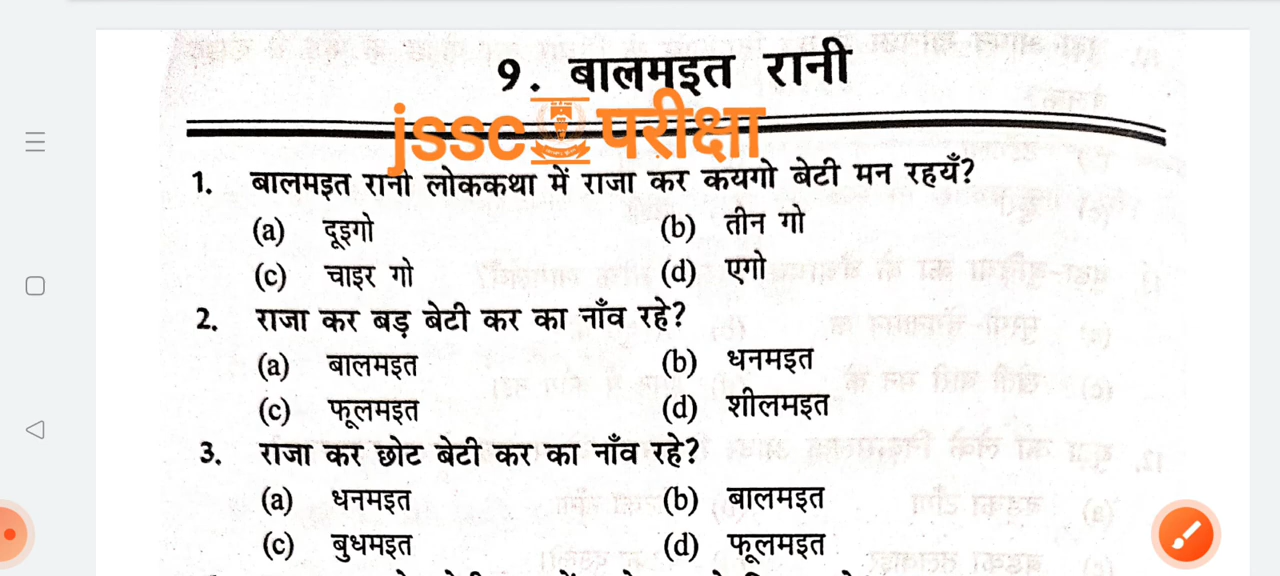 9. बालमइत रानी
jssc परीक्षा
1. बालमइत रानी लोककथा में राजा कर कयगो बेटी मन रहयँ?
(a) दूइगो (b) तीन गो
(c) चाइर गो (d) एगो
2. राजा कर बड़ बेटी कर का नाँव रहे?
(a) बालमइत (b) धनमइत
(c) फूलमइत (d) शीलमइत
3. राजा कर छोट बेटी कर का नाँव रहे?
(a) धनमइत (b) बालमइत
(c) बुधमइत (d) फूलमइत